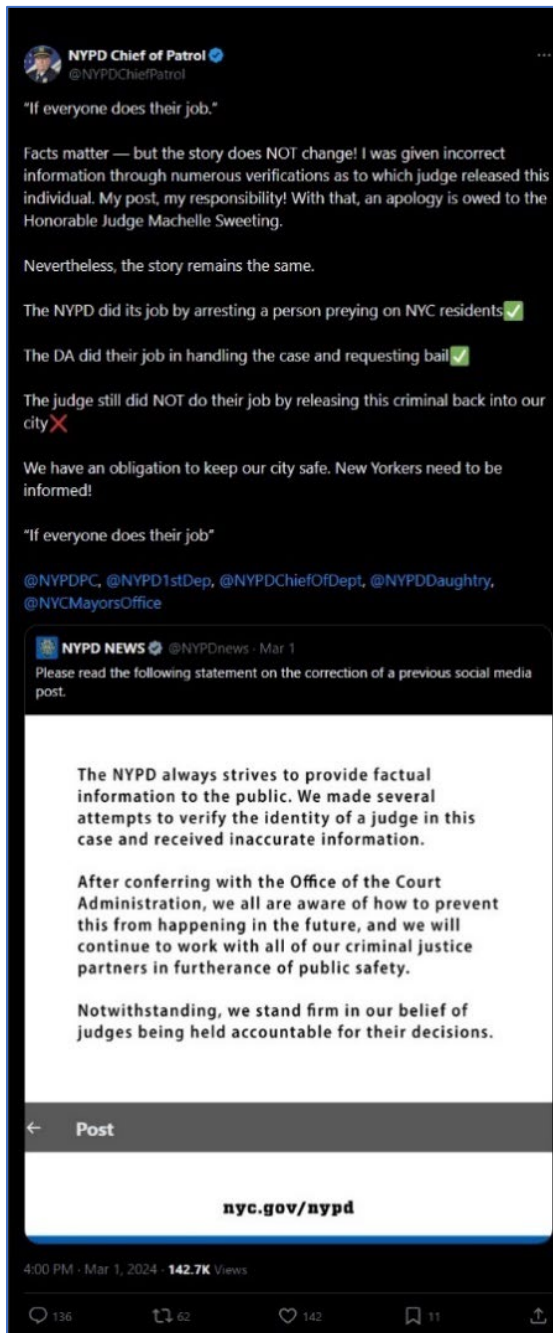 NYPD Chief of Patrol
@NYPDChiefPatrol
"If everyone does their job."
Facts matter — but the story does NOT change! I was given incorrect
information through numerous verifications as to which judge released this
individual. My post, my responsibility! With that, an apology is owed to the
Honorable Judge Machelle Sweeting.
Nevertheless, the story remains the same.
The NYPD did its job by arresting a person preying on NYC residents✅
The DA did their job in handling the case and requesting bail✅
The judge still did NOT do their job by releasing this criminal back into our
city❌
We have an obligation to keep our city safe. New Yorkers need to be
informed!
"If everyone does their job"
@NYPDPC, @NYPD1stDep, @NYPDChiefOfDept, @NYPDDaughtry,
@NYCMayorsOffice
NYPD NEWS @NYPDnews · Mar 1
Please read the following statement on the correction of a previous social media
post.
The NYPD always strives to provide factual
information to the public. We made several
attempts to verify the identity of a judge in this
case and received inaccurate information.
After conferring with the Office of the Court
Administration, we all are aware of how to prevent
this from happening in the future, and we will
continue to work with all of our criminal justice
partners in furtherance of public safety.
Notwithstanding, we stand firm in our belief of
judges being held accountable for their decisions.
← Post
nyc.gov/nypd
4:00 PM · Mar 1, 2024 · 142.7K Views
136 62 142 11